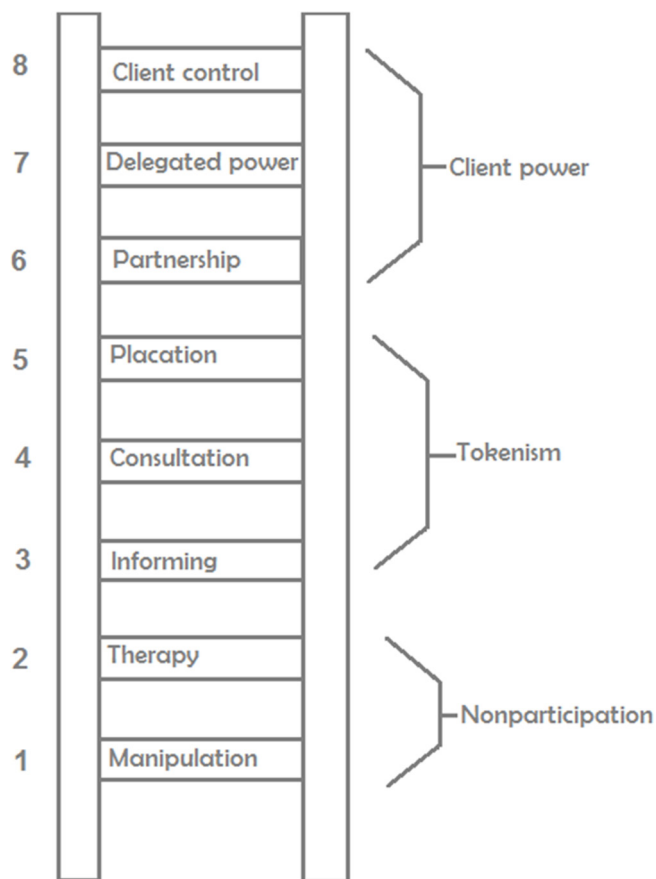 8
Client control
7
Delegated power
Client power
6
Partnership
5
Placation
4
Consultation
Tokenism
3
Informing
2
Therapy
Nonparticipation
1
Manipulation